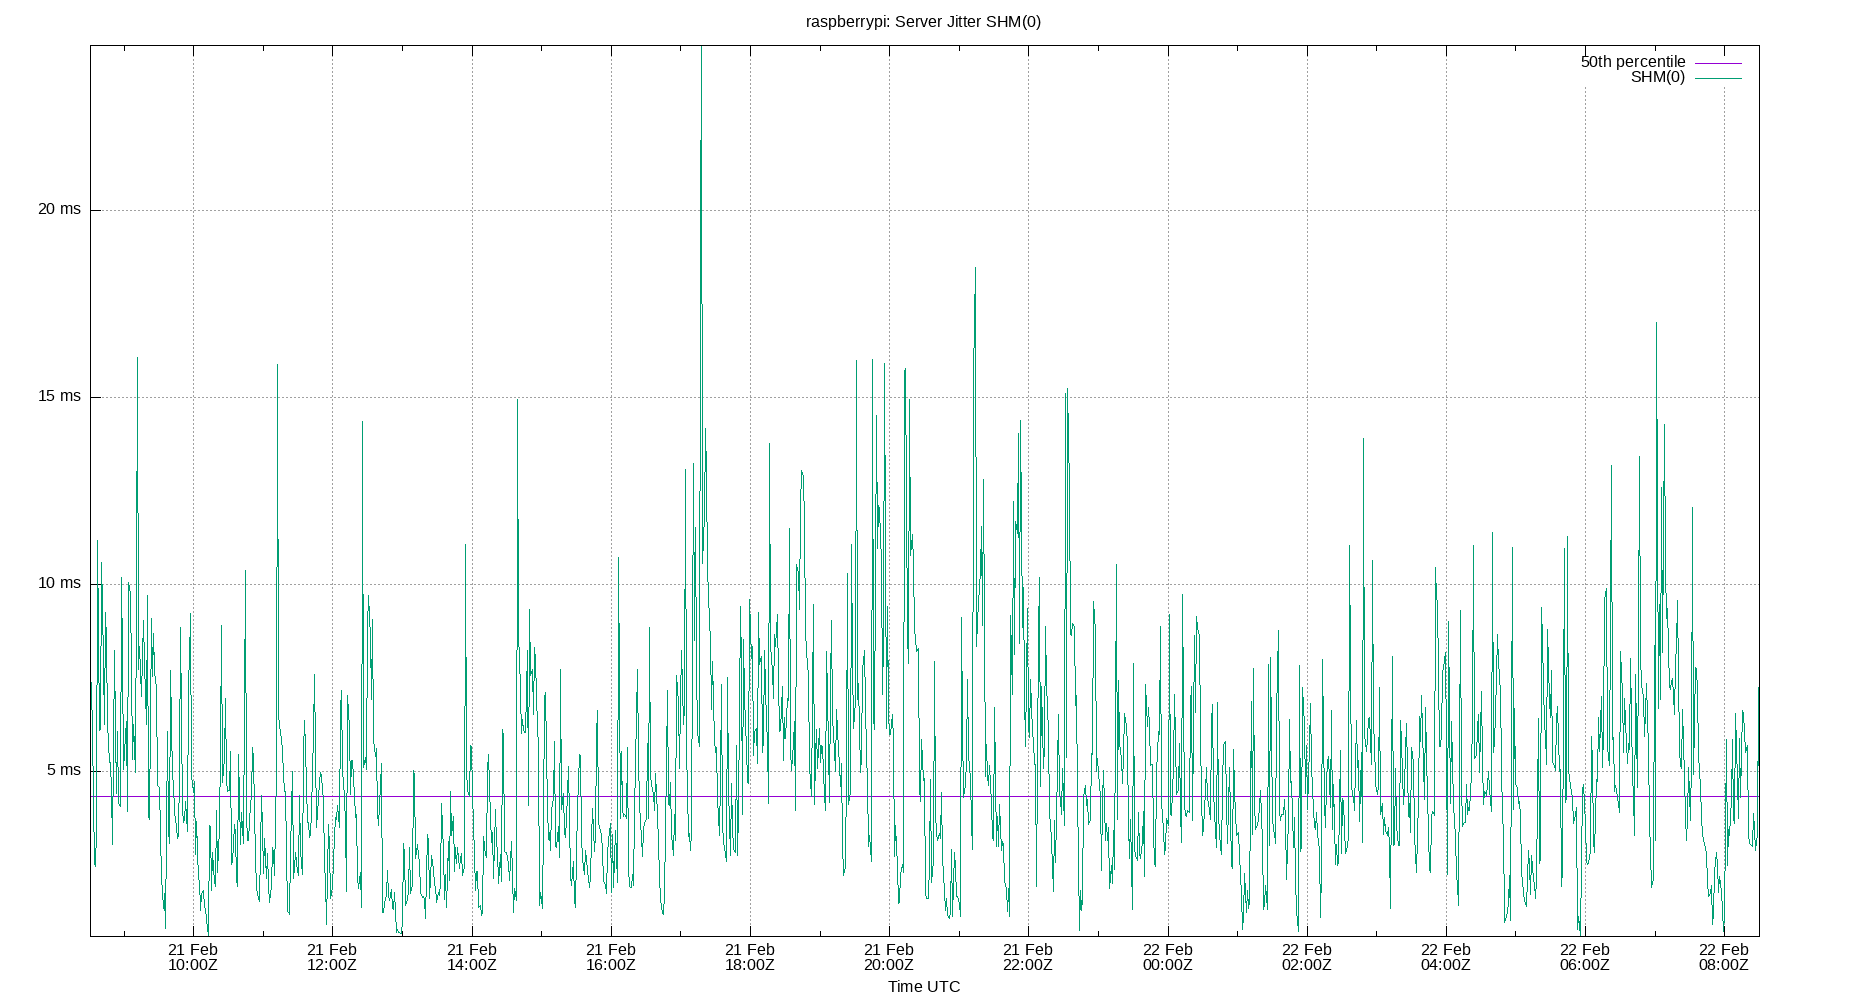 raspberrypi: Server Jitter SHM(0)
50th percentile
SHM(0)
20 ms
15 ms
10 ms
5 ms
21 Feb 21 Feb 21 Feb 21 Feb 21 Feb 21 Feb 21 Feb 22 Feb 22 Feb 22 Feb 22 Feb 22 Feb
10:00Z 12:00Z 14:00Z 16:00Z 18:00Z 20:00Z 22:00Z 00:00Z 02:00Z 04:00Z 06:00Z 08:00Z
Time UTC